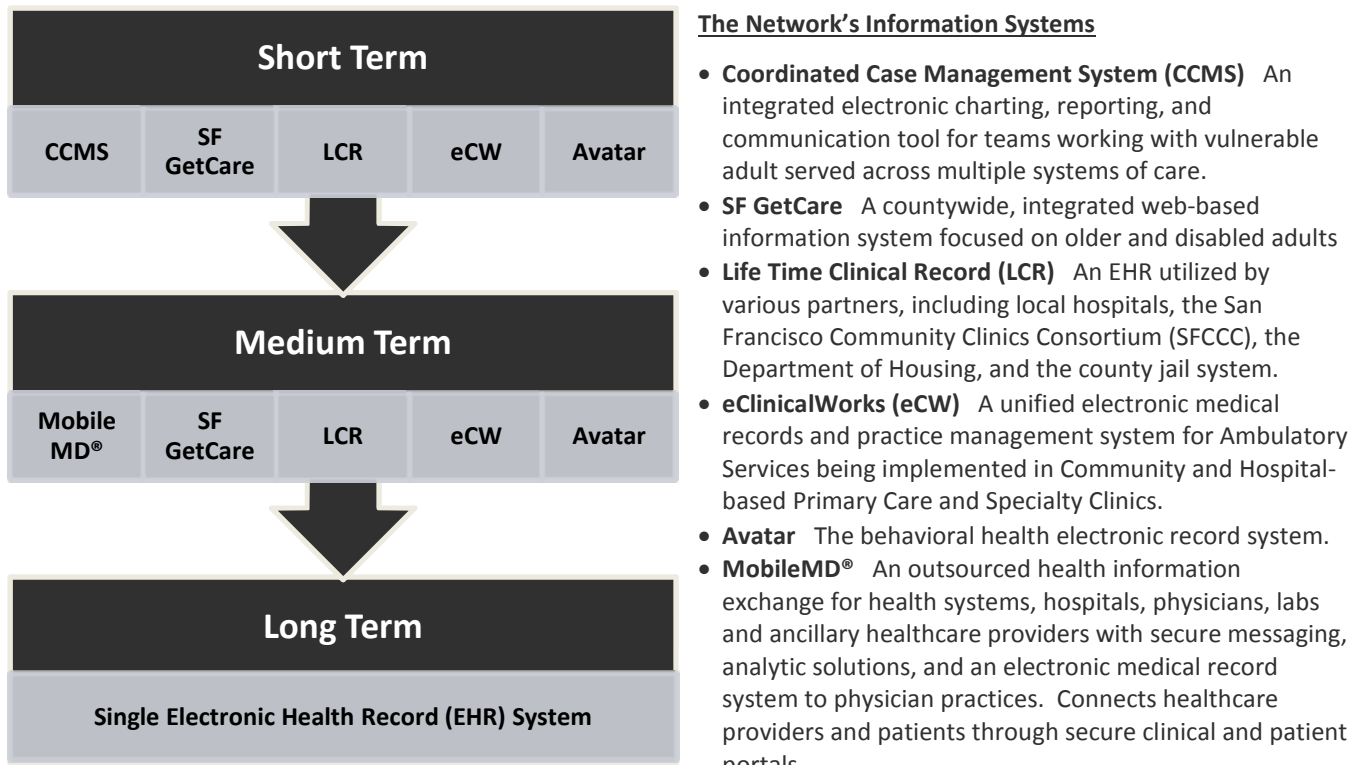 Short Term
CCMS
SF
GetCare
LCR
eCW
Avatar
Medium Term
Mobile
MD®
SF
GetCare
LCR
eCW
Avatar
Long Term
Single Electronic Health Record (EHR) System
The Network’s Information Systems
• Coordinated Case Management System (CCMS) An
integrated electronic charting, reporting, and
communication tool for teams working with vulnerable
adult served across multiple systems of care.
• SF GetCare A countywide, integrated web-based
information system focused on older and disabled adults
• Life Time Clinical Record (LCR) An EHR utilized by
various partners, including local hospitals, the San
Francisco Community Clinics Consortium (SFCCC), the
Department of Housing, and the county jail system.
• eClinicalWorks (eCW) A unified electronic medical
records and practice management system for Ambulatory
Services being implemented in Community and Hospital-
based Primary Care and Specialty Clinics.
• Avatar The behavioral health electronic record system.
• MobileMD® An outsourced health information
exchange for health systems, hospitals, physicians, labs
and ancillary healthcare providers with secure messaging,
analytic solutions, and an electronic medical record
system to physician practices. Connects healthcare
providers and patients through secure clinical and patient
portals